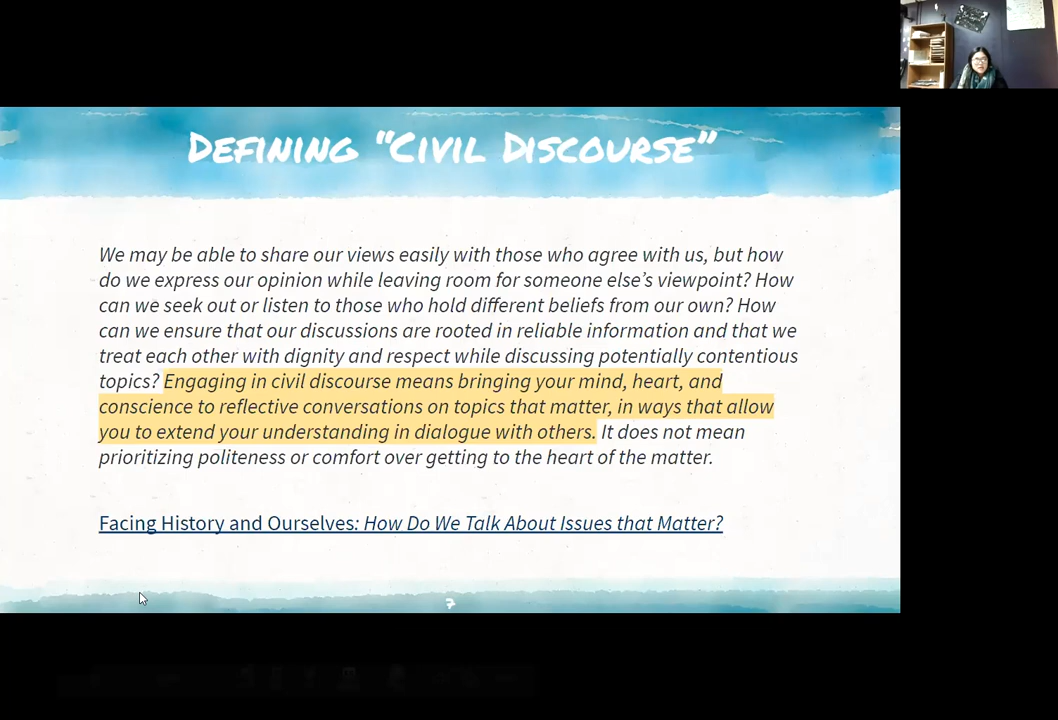 Defining “Civil Discourse”
We may be able to share our views easily with those who agree with us, but how
do we express our opinion while leaving room for someone else’s viewpoint? How
can we seek out or listen to those who hold different beliefs from our own? How
can we ensure that our discussions are rooted in reliable information and that we
treat each other with dignity and respect while discussing potentially contentious
topics? Engaging in civil discourse means bringing your mind, heart, and
conscience to reflective conversations on topics that matter, in ways that allow
you to extend your understanding in dialogue with others. It does not mean
prioritizing politeness or comfort over getting to the heart of the matter.
Facing History and Ourselves: How Do We Talk About Issues that Matter?
7